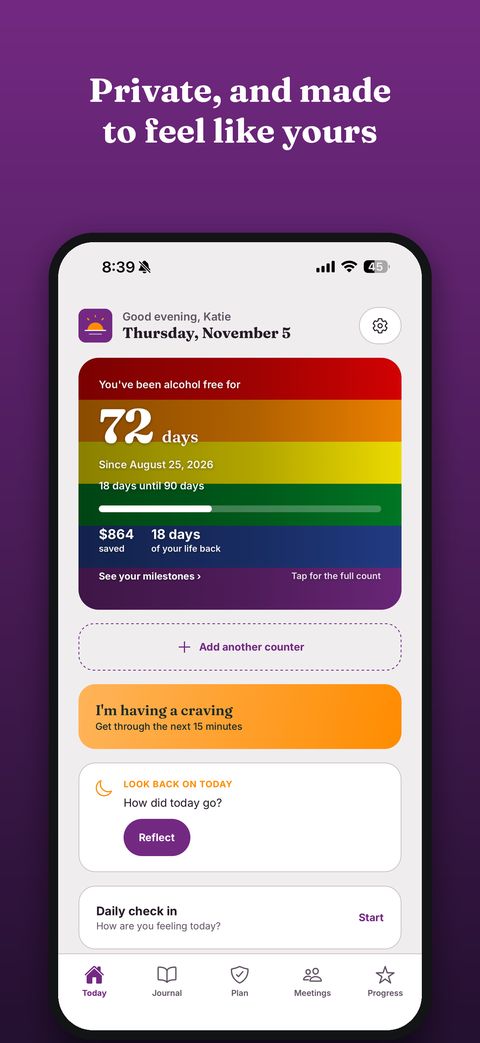 Private, and made
to feel like yours
8:39
45
Good evening, Katie
Thursday, November 5
You've been alcohol free for
72 days
Since August 25, 2026
18 days until 90 days
$864
saved
18 days
of your life back
See your milestones ›
Tap for the full count
+ Add another counter
I'm having a craving
Get through the next 15 minutes
LOOK BACK ON TODAY
How did today go?
Reflect
Daily check in
How are you feeling today?
Start
Today
Journal
Plan
Meetings
Progress